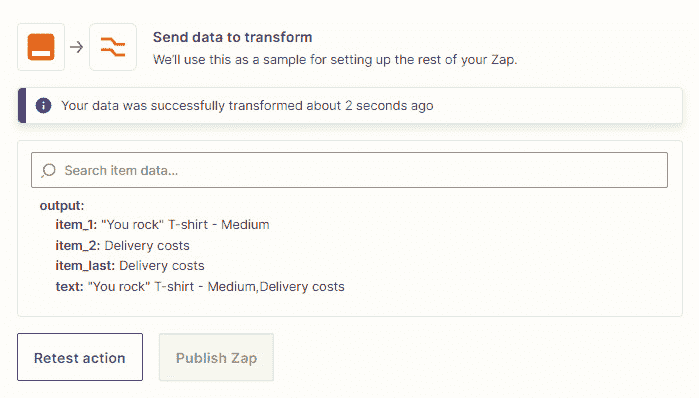 Send data to transform
We'll use this as a sample for setting up the rest of your Zap.
Your data was successfully transformed about 2 seconds ago
Search item data...
output:
item_1: "You rock" T-shirt - Medium
item_2: Delivery costs
item_last: Delivery costs
text: "You rock" T-shirt - Medium,Delivery costs
Retest action
Publish Zap